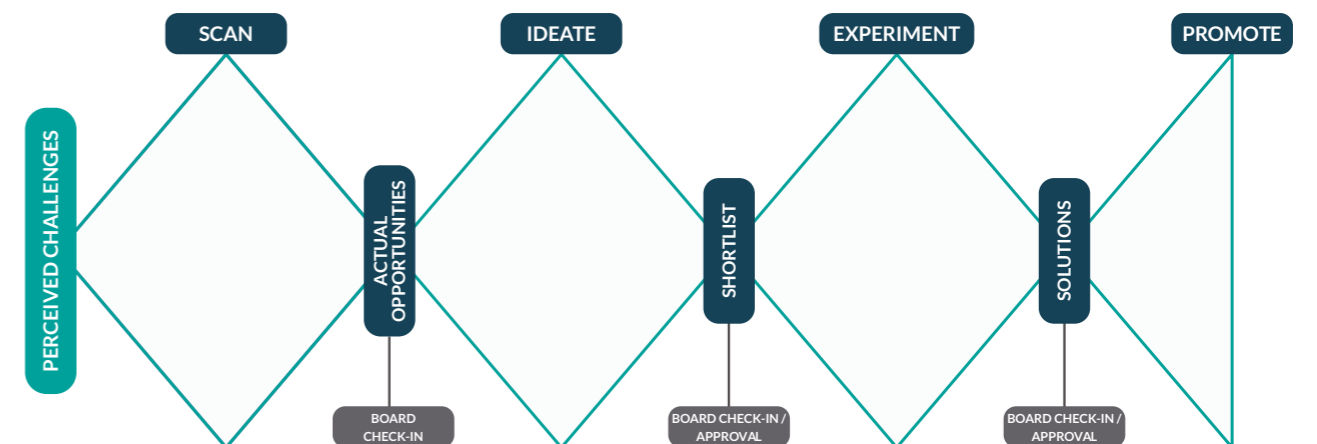 SCAN
IDEATE
EXPERIMENT
PROMOTE
PERCEIVED CHALLENGES
ACTUAL
OPPORTUNITIES
SHORTLIST
SOLUTIONS
BOARD
CHECK-IN
BOARD CHECK-IN /
APPROVAL
BOARD CHECK-IN /
APPROVAL